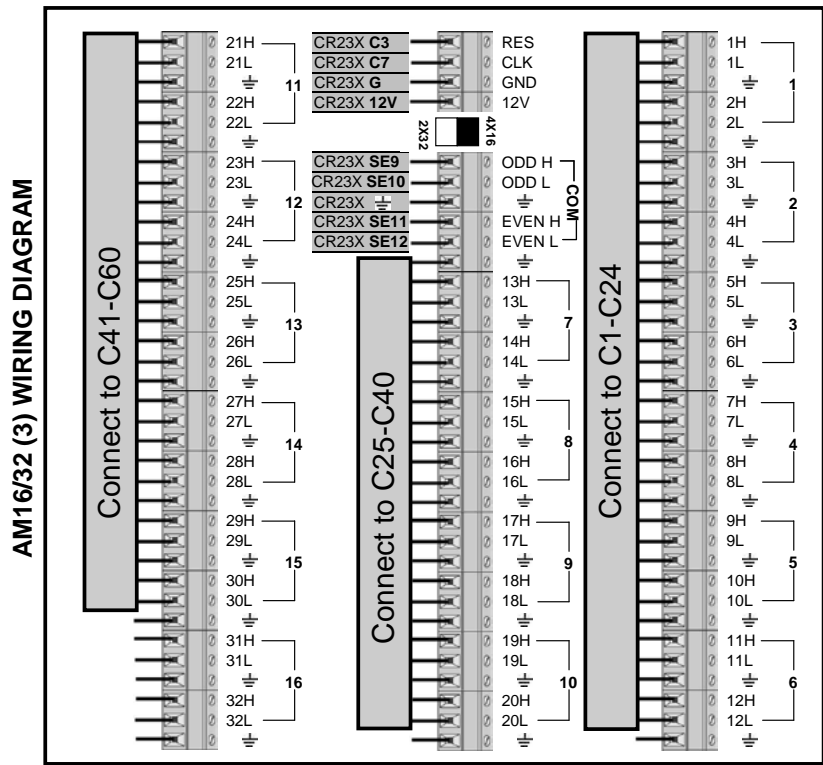 AM16/32 (3) WIRING DIAGRAM
Connect to C41-C60
21H
21L
11
22H
22L
23H
23L
12
24H
24L
25H
25L
13
26H
26L
27H
27L
14
28H
28L
29H
29L
15
30H
30L
31H
31L
16
32H
32L
CR23X C3 RES
CR23X C7 CLK
CR23X G GND
CR23X 12V 12V
2X32 4X16
CR23X SE9 ODD H
CR23X SE10 ODD L
CR23X
COM
CR23X SE11 EVEN H
CR23X SE12 EVEN L
Connect to C25-C40
13H
13L
7
14H
14L
15H
15L
8
16H
16L
17H
17L
9
18H
18L
19H
19L
10
20H
20L
Connect to C1-C24
1H
1L
1
2H
2L
3H
3L
2
4H
4L
5H
5L
3
6H
6L
7H
7L
4
8H
8L
9H
9L
5
10H
10L
11H
11L
6
12H
12L